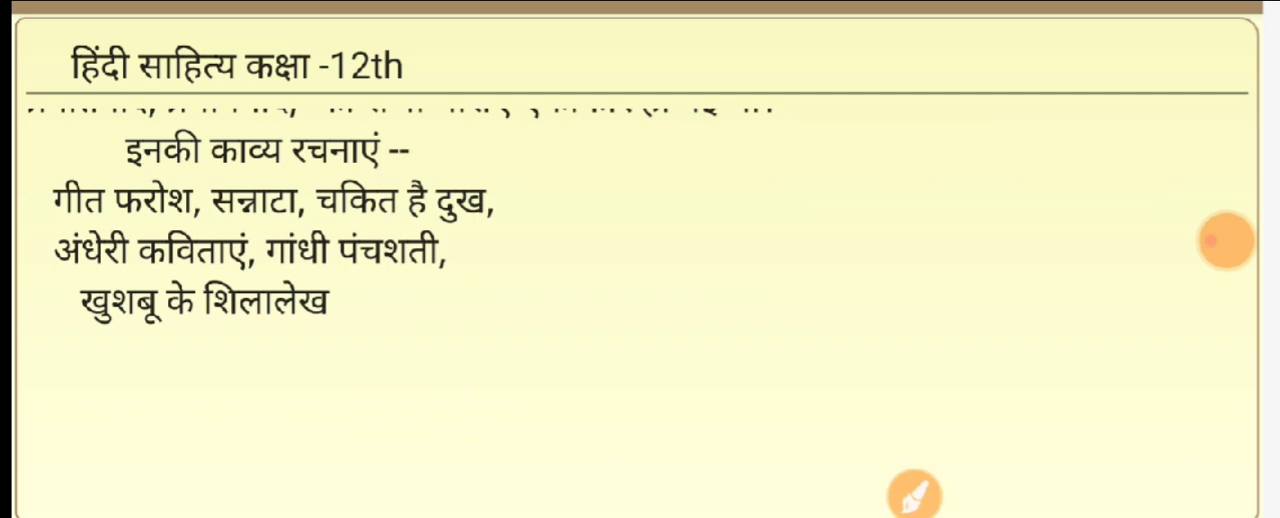 हिंदी साहित्य कक्षा -12th
इनकी काव्य रचनाएं --
गीत फरोश, सन्नाटा, चकित है दुख,
अंधेरी कविताएं, गांधी पंचशती,
खुशबू के शिलालेख